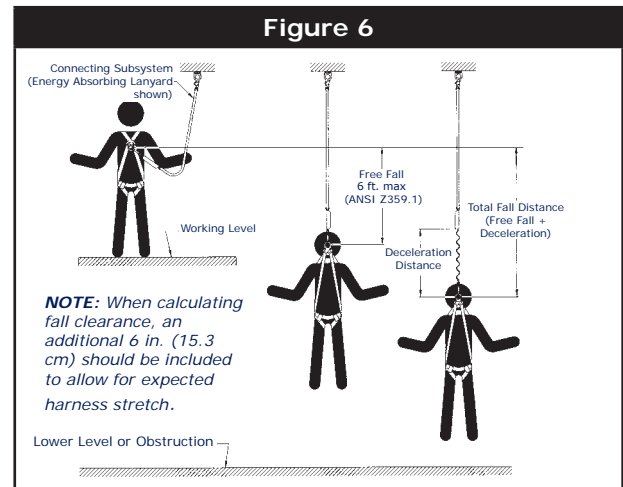 Figure 6
Connecting Subsystem
(Energy Absorbing Lanyard
shown)
Free Fall
6 ft. max
(ANSI Z359.1)
Total Fall Distance
(Free Fall +
Deceleration)
Working Level
Deceleration
Distance
NOTE: When calculating
fall clearance, an
additional 6 in. (15.3
cm) should be included
to allow for expected
harness stretch.
Lower Level or Obstruction